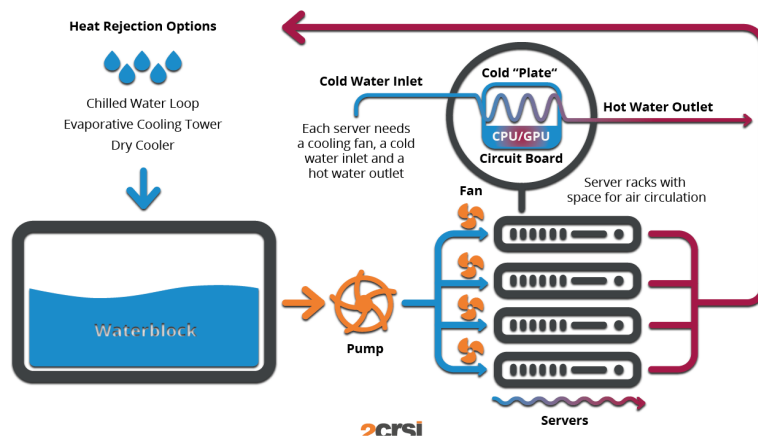 Heat Rejection Options
Chilled Water Loop
Evaporative Cooling Tower
Dry Cooler
Cold Water Inlet
Each server needs
a cooling fan, a cold
water inlet and a
hot water outlet
Cold “Plate“
CPU/GPU
Circuit Board
Hot Water Outlet
Fan
Server racks with
space for air circulation
Waterblock
Pump
Servers
2crsi